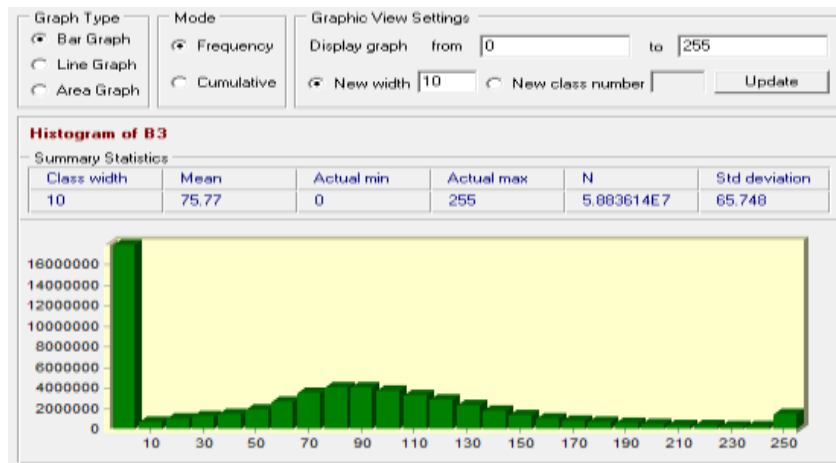 Graph Type
Bar Graph
Line Graph
Area Graph
Mode
Frequency
Cumulative
Graphic View Settings
Display graph from 0 to 255
New width 10 New class number Update
Histogram of B3
Summary Statistics
Class width Mean Actual min Actual max N Std deviation
10 75.77 0 255 5.883614E7 65.748
16000000
14000000
12000000
10000000
8000000
6000000
4000000
2000000
0
10 30 50 70 90 110 130 150 170 190 210 230 250